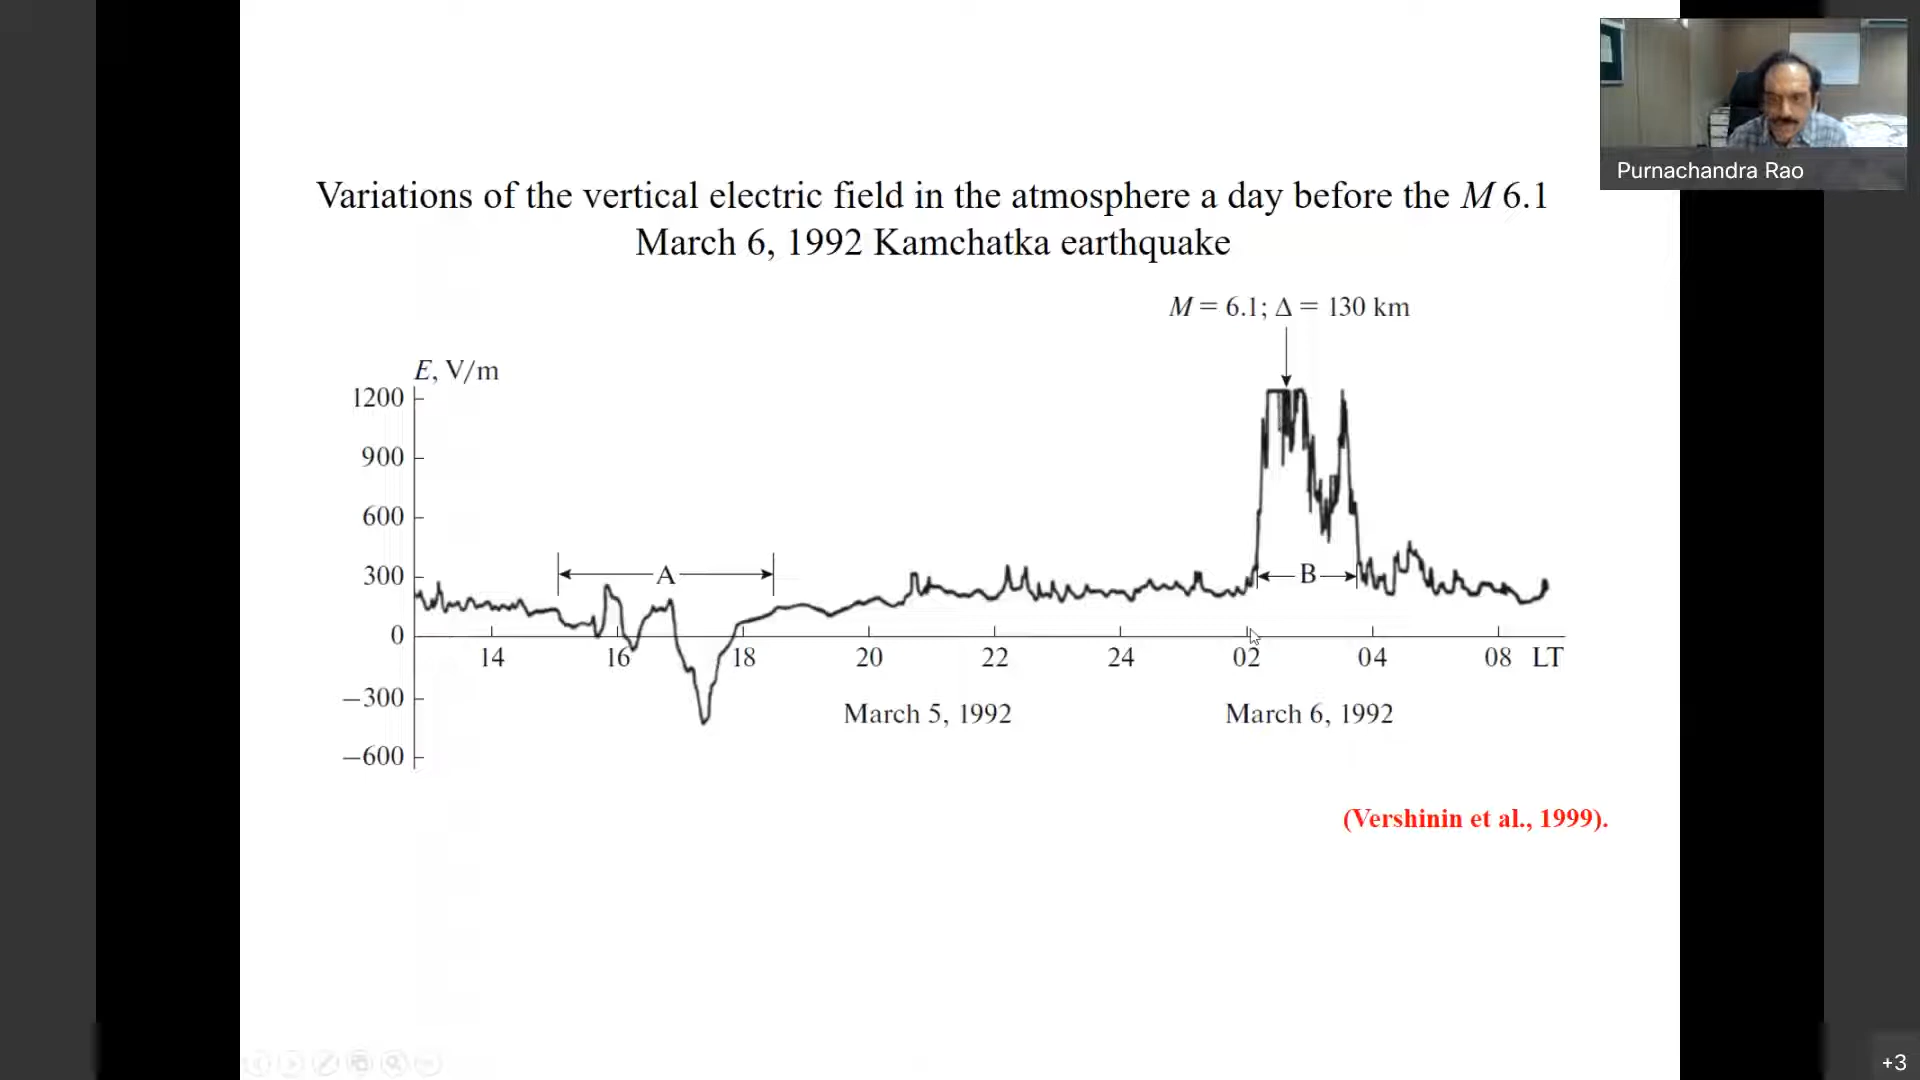 Purnachandra Rao
Variations of the vertical electric field in the atmosphere a day before the M 6.1
March 6, 1992 Kamchatka earthquake
M = 6.1; Δ = 130 km
E, V/m
1200
900
600
300
0
−300
−600
A
B
14 16 18 20 22 24 02 04 08 LT
March 5, 1992 March 6, 1992
(Vershinin et al., 1999).
+3